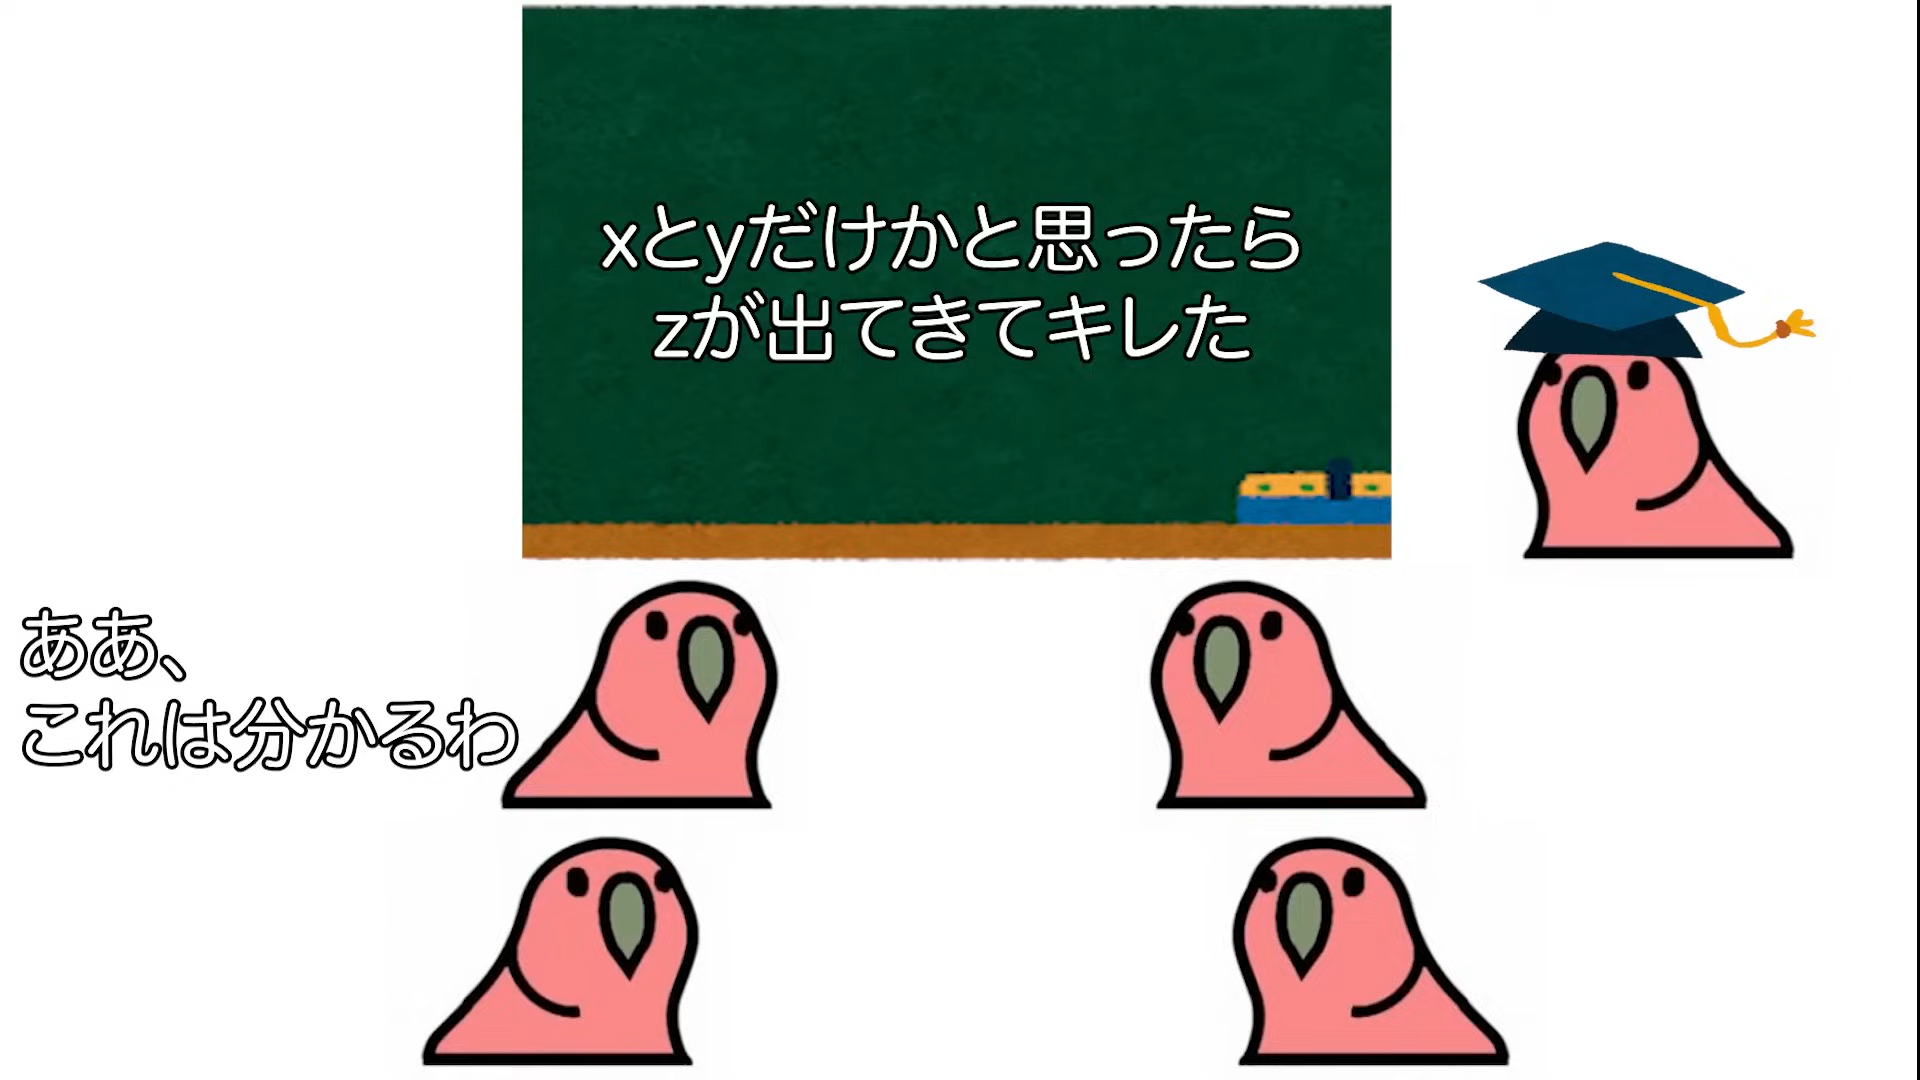 xとyだけかと思ったら
zが出てきてキレた
ああ、
これは分かるわ